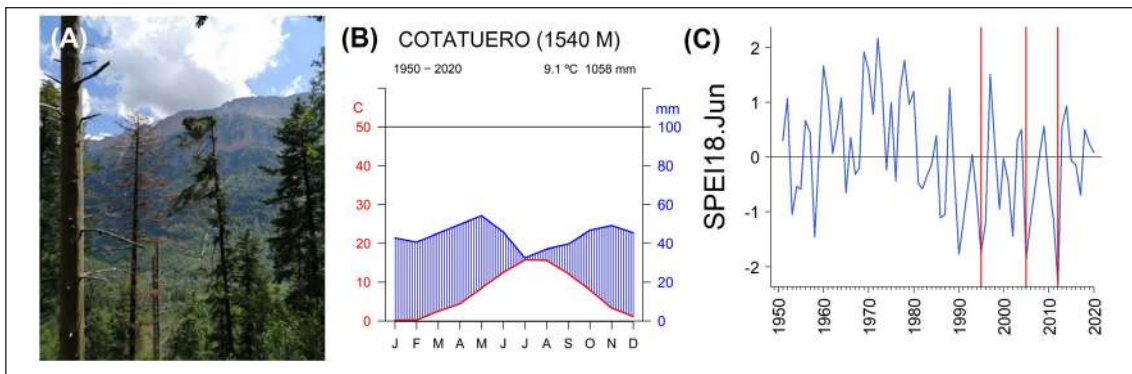 (A)
(B)
COTATUERO (1540 M)
1950 – 2020
9.1 ºC 1058 mm
C
mm
50
100
40
80
30
60
20
40
10
20
0
0
J F M A M J J A S O N D
(C)
SPEI18.Jun
2
1
0
-1
-2
1950
1960
1970
1980
1990
2000
2010
2020